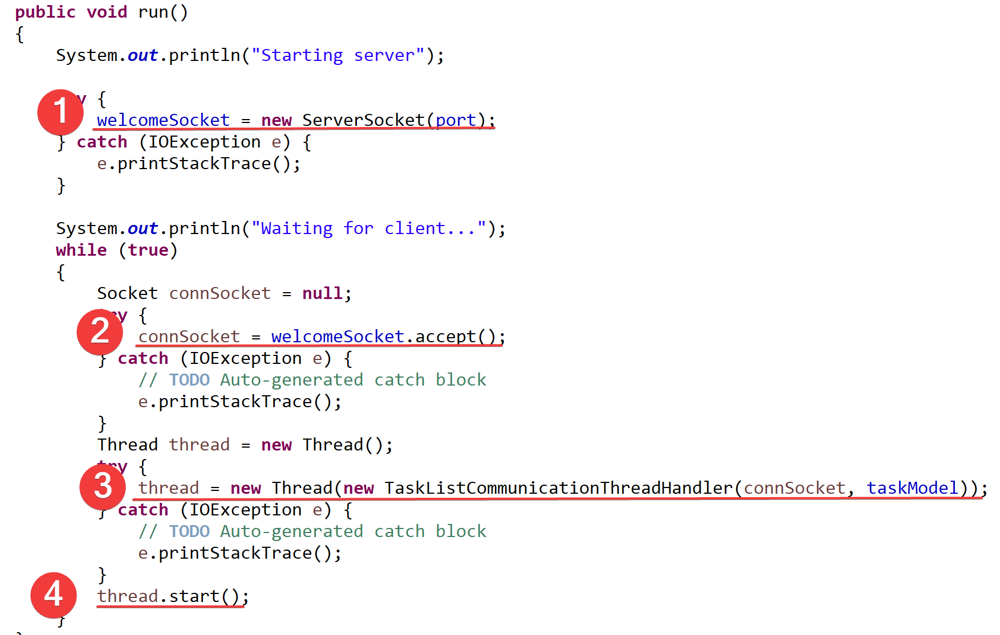 public void run()
{
System.out.println("Starting server");
y {
1
welcomeSocket = new ServerSocket(port);
} catch (IOException e) {
e.printStackTrace();
}
System.out.println("Waiting for client...");
while (true)
{
Socket connSocket = null;
try {
2
connSocket = welcomeSocket.accept();
} catch (IOException e) {
// TODO Auto-generated catch block
e.printStackTrace();
}
Thread thread = new Thread();
try {
3
thread = new Thread(new TaskListCommunicationThreadHandler(connSocket, taskModel));
} catch (IOException e) {
// TODO Auto-generated catch block
e.printStackTrace();
}
4
thread.start();
}
}